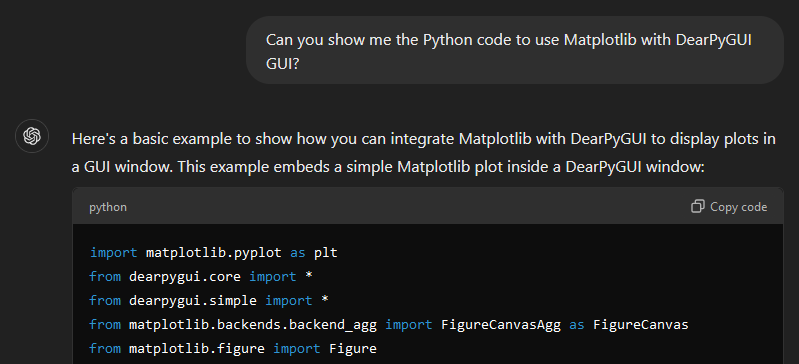 Can you show me the Python code to use Matplotlib with DearPyGUI
GUI?
Here's a basic example to show how you can integrate Matplotlib with DearPyGUI to display plots in
a GUI window. This example embeds a simple Matplotlib plot inside a DearPyGUI window:
python Copy code
import matplotlib.pyplot as plt
from dearpygui.core import *
from dearpygui.simple import *
from matplotlib.backends.backend_agg import FigureCanvasAgg as FigureCanvas
from matplotlib.figure import Figure